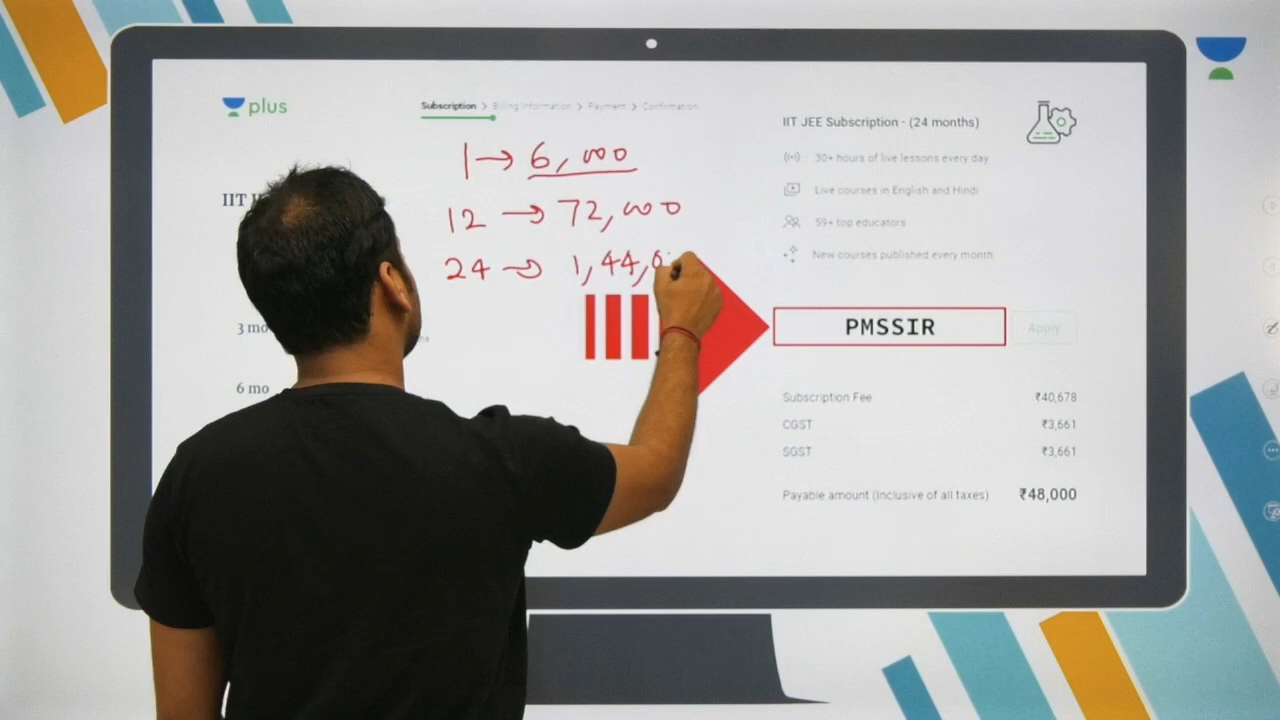 plus
Subscription > Billing Information > Payment > Confirmation
IIT JEE Subscription - (24 months)
30+ hours of live lessons every day
Live courses in English and Hindi
59+ top educators
New courses published every month
1 → 6,000
12 → 72,000
24 → 1,44,0
IIT
3 mo
6 mo
PMSSIR
Apply
Subscription Fee ₹40,678
CGST ₹3,661
SGST ₹3,661
Payable amount (Inclusive of all taxes) ₹48,000